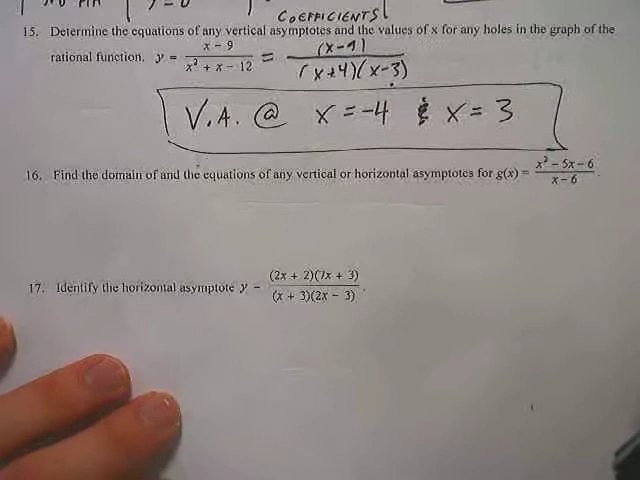 COEFFICIENTS
15. Determine the equations of any vertical asymptotes and the values of x for any holes in the graph of the
rational function. y = x - 9 / x² + x - 12 = (x-9) / (x+4)(x-3)
V.A. @ x=-4 & x=3
16. Find the domain of and the equations of any vertical or horizontal asymptotes for g(x) = x² - 5x - 6 / x - 6 .
17. Identify the horizontal asymptote y = (2x + 2)(7x + 3) / (x + 3)(2x - 3) .